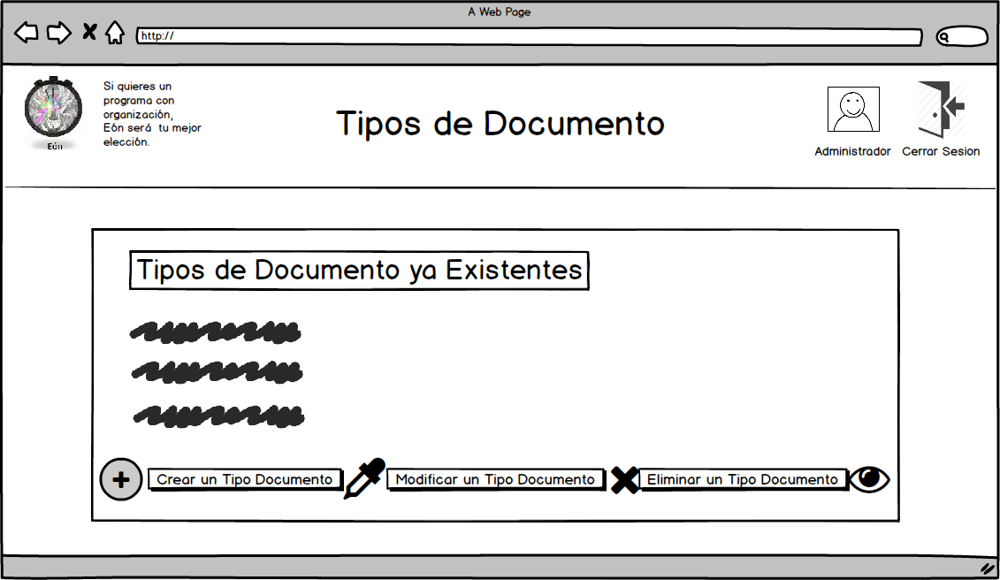 A Web Page
http://
Si quieres un
programa con
organización,
Eón será tu mejor
elección.
Eón
Tipos de Documento
Administrador
Cerrar Sesion
Tipos de Documento ya Existentes
Crear un Tipo Documento
Modificar un Tipo Documento
Eliminar un Tipo Documento